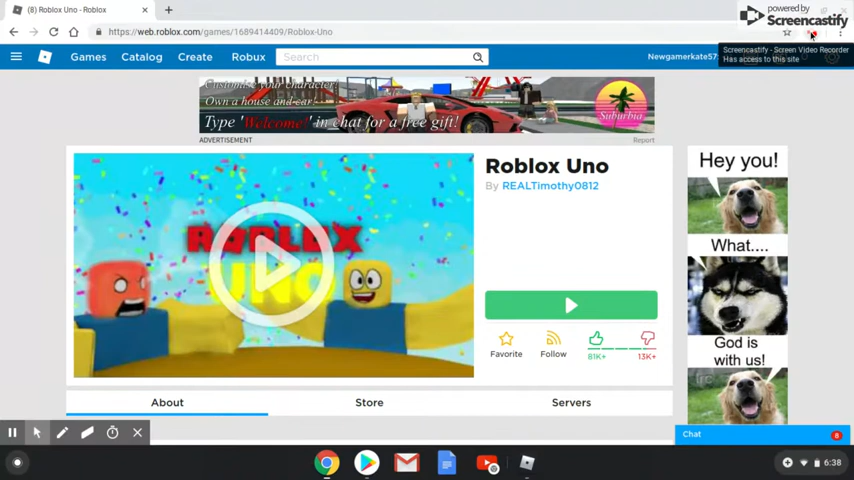 powered by
Screencastify
(8) Roblox Uno - Roblox
https://web.roblox.com/games/1689414409/Roblox-Uno
Screencastify - Screen Video Recorder
Has access to this site
Games Catalog Create Robux Search
Customise your character!
Own a house and car
Type 'Welcome!' in chat for a free gift!
Suburbia
ADVERTISEMENT
Report
ROBLOX
UNO
Roblox Uno
By REALTimothy0812
Favorite
Follow
81K+
13K+
Hey you!
What....
God is
with us!
About
Store
Servers
Chat
8
6:38